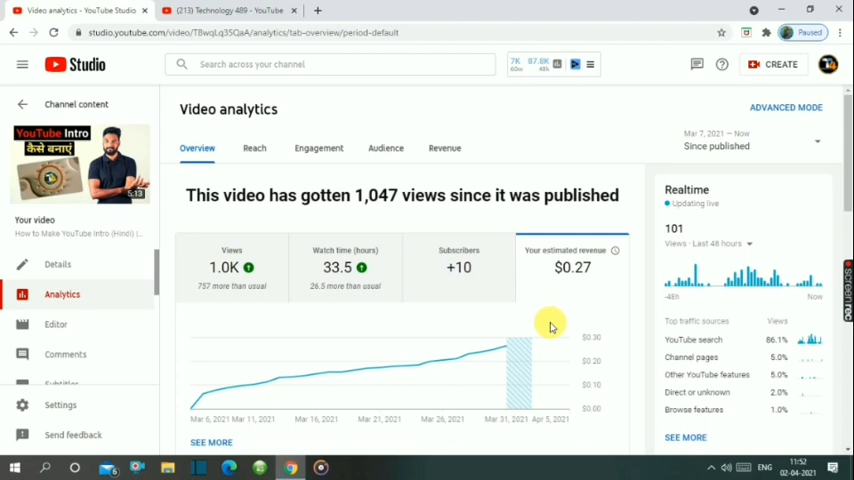 Video analytics - YouTube Studio
(213) Technology 489 - YouTube
studio.youtube.com/video/TBwqLq35QaA/analytics/tab-overview/period-default
Paused
Studio
Search across your channel
7K 87.8K
60m 48h
CREATE
Channel content
YouTube Intro
कैसे बनाएं
5:13
Your video
How to Make YouTube Intro (Hindi) |...
Details
Analytics
Editor
Comments
Subtitles
Settings
Send feedback
Video analytics
ADVANCED MODE
Overview Reach Engagement Audience Revenue
Mar 7, 2021 – Now
Since published
This video has gotten 1,047 views since it was published
Views
1.0K
757 more than usual
Watch time (hours)
33.5
26.5 more than usual
Subscribers
+10
Your estimated revenue
$0.27
$0.30
$0.20
$0.10
$0.00
Mar 6, 2021 Mar 11, 2021 Mar 16, 2021 Mar 21, 2021 Mar 26, 2021 Mar 31, 2021 Apr 5, 2021
SEE MORE
Realtime
Updating live
101
Views · Last 48 hours
-48h Now
Top traffic sources Views
YouTube search 86.1%
Channel pages 5.0%
Other YouTube features 5.0%
Direct or unknown 2.0%
Browse features 1.0%
SEE MORE
screenrec
6
ENG
11:52
02-04-2021